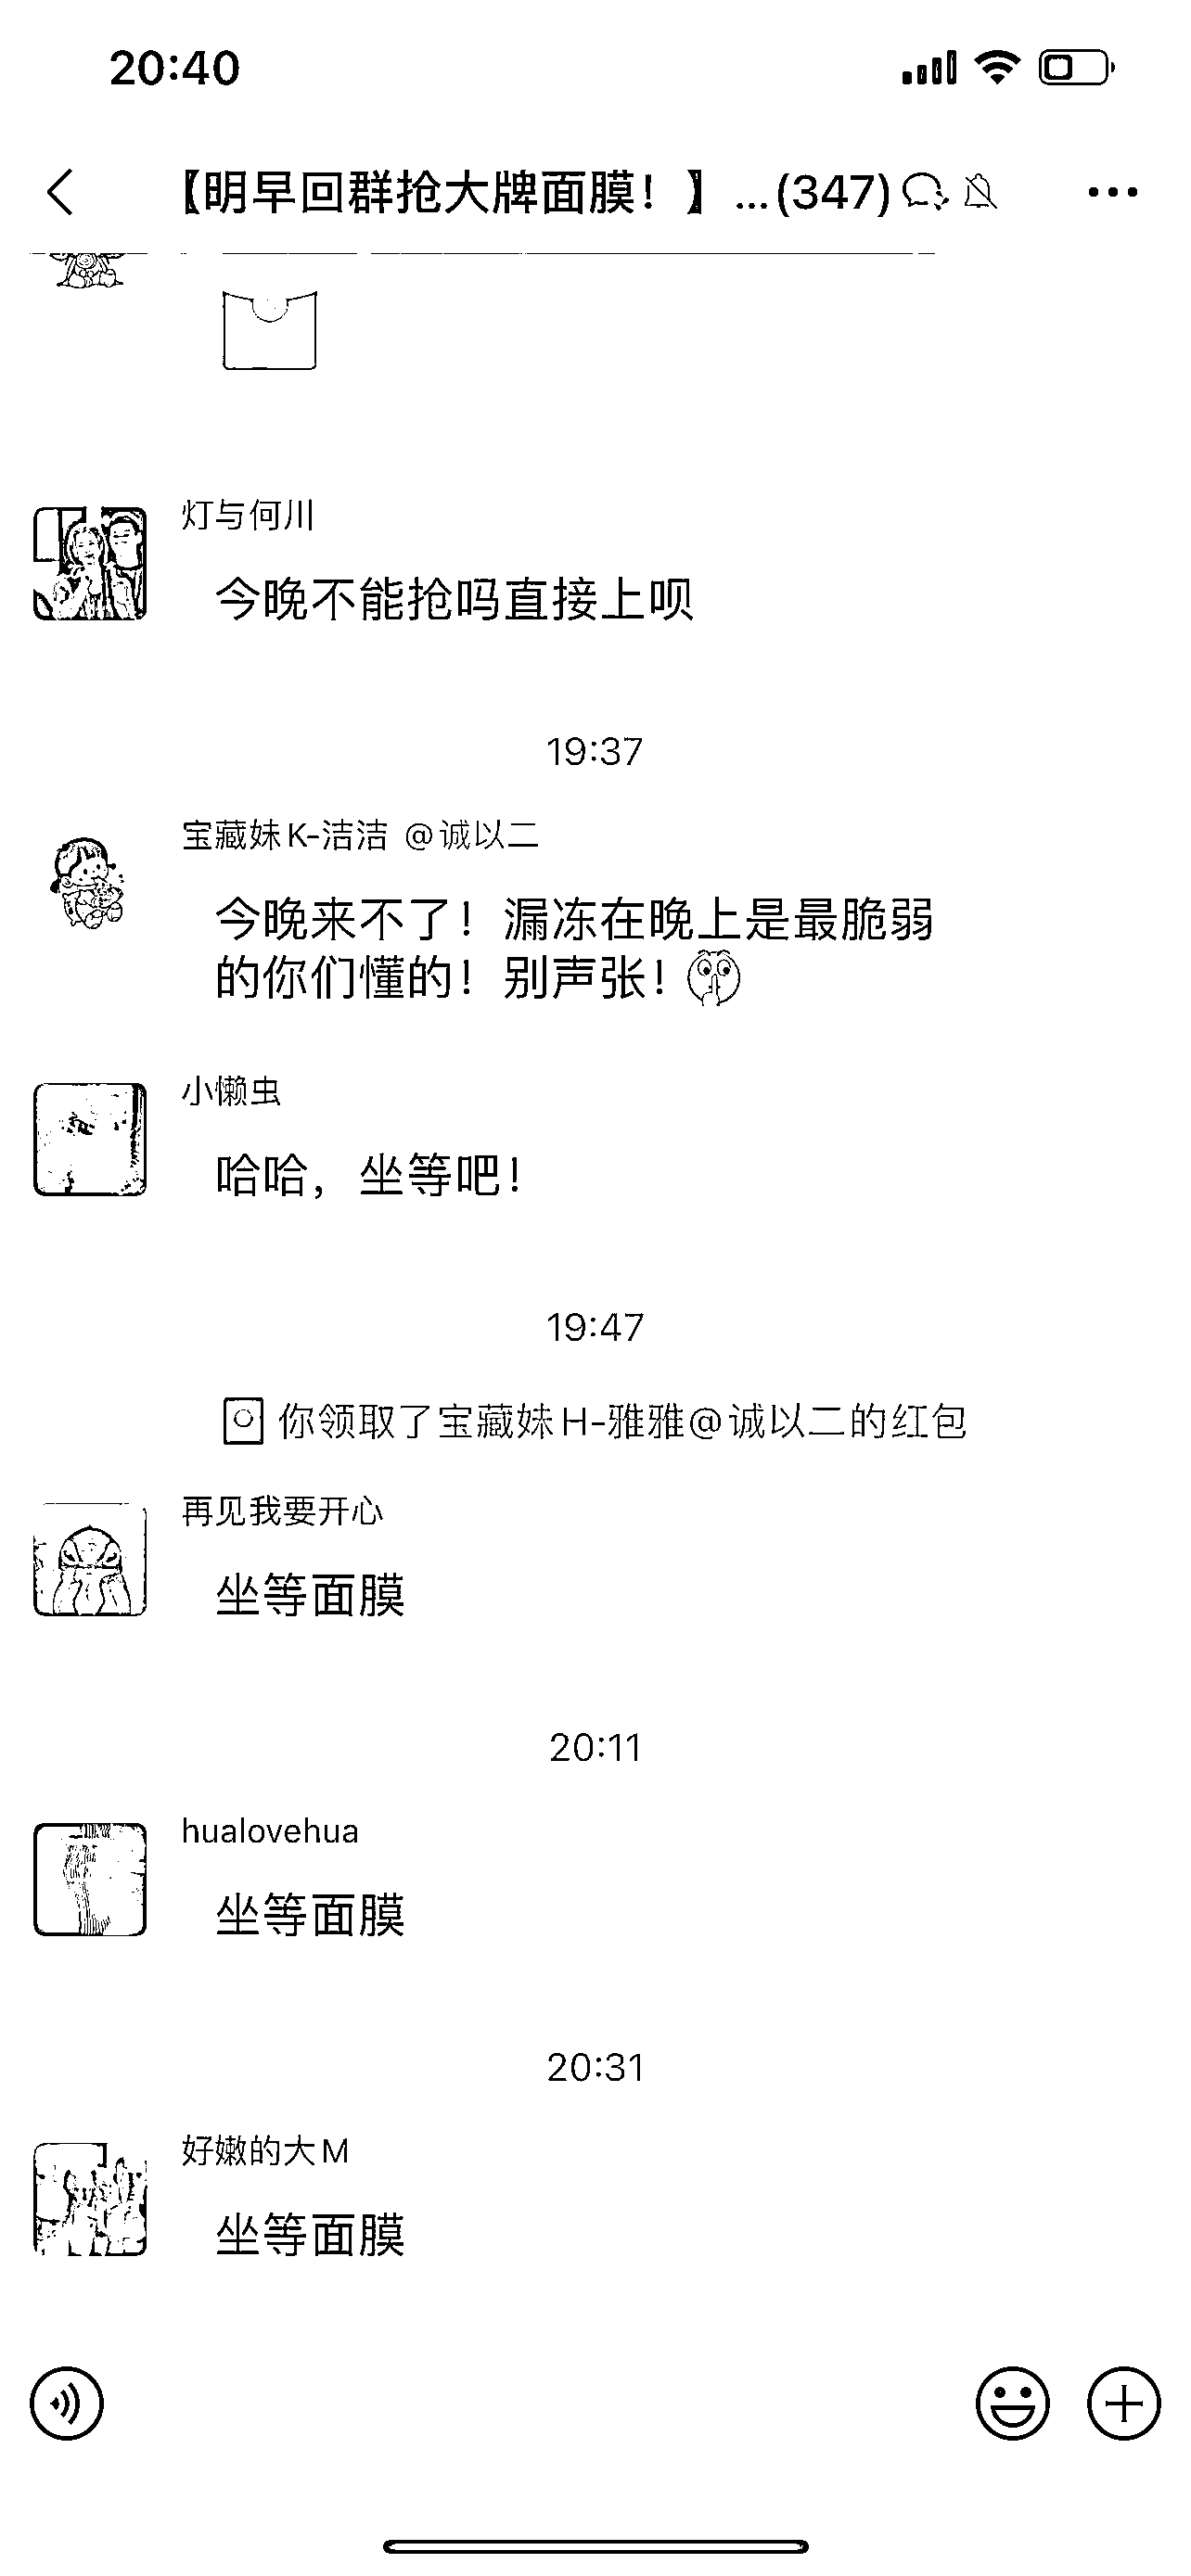 20:40
【明早回群抢大牌面膜！】...(347)
灯与何川
今晚不能抢吗直接上呗
19:37
宝藏妹K-洁洁 @诚以二
今晚来不了！漏冻在晚上是最脆弱
的你们懂的！别声张！
小懒虫
哈哈，坐等吧！
19:47
你领取了宝藏妹H-雅雅@诚以二的红包
再见我要开心
坐等面膜
20:11
hualovehua
坐等面膜
20:31
好嫩的大M
坐等面膜